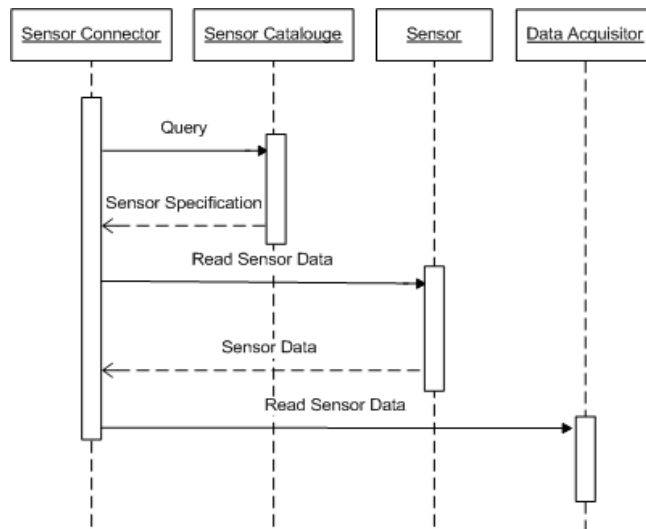 Sensor Connector
Sensor Catalouge
Sensor
Data Acquisitor
Query
Sensor Specification
Read Sensor Data
Sensor Data
Read Sensor Data